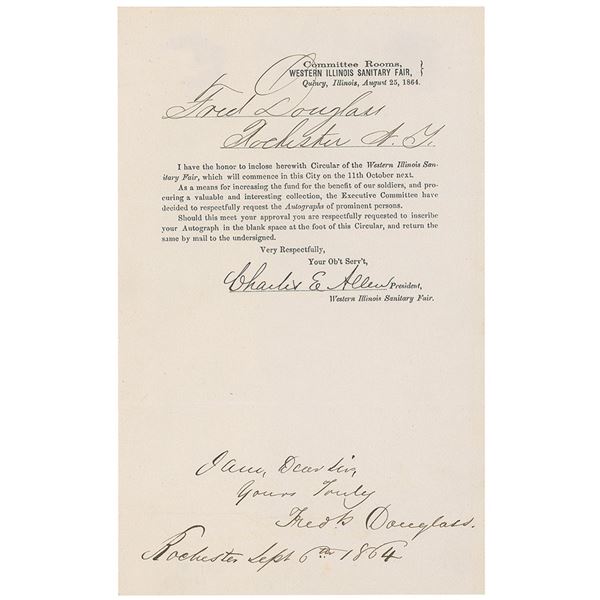 Committee Rooms,
WESTERN ILLINOIS SANITARY FAIR, }
Quincy, Illinois, August 25, 1864.
Fred Douglass
Rochester N. Y.
I have the honor to inclose herewith Circular of the Western Illinois San-
itary Fair, which will commence in this City on the 11th October next.
As a means for increasing the fund for the benefit of our soldiers, and pro-
curing a valuable and interesting collection, the Executive Committee have
decided to respectfully request the Autographs of prominent persons.
Should this meet your approval you are respectfully requested to inscribe
your Autograph in the blank space at the foot of this Circular, and return the
same by mail to the undersigned.
Very Respectfully,
Your Ob't Serv't,
Charles E Allen President,
Western Illinois Sanitary Fair.
I am, Dear Sir,
Yours Truly
Fredk Douglass.
Rochester Sept 6th 1864